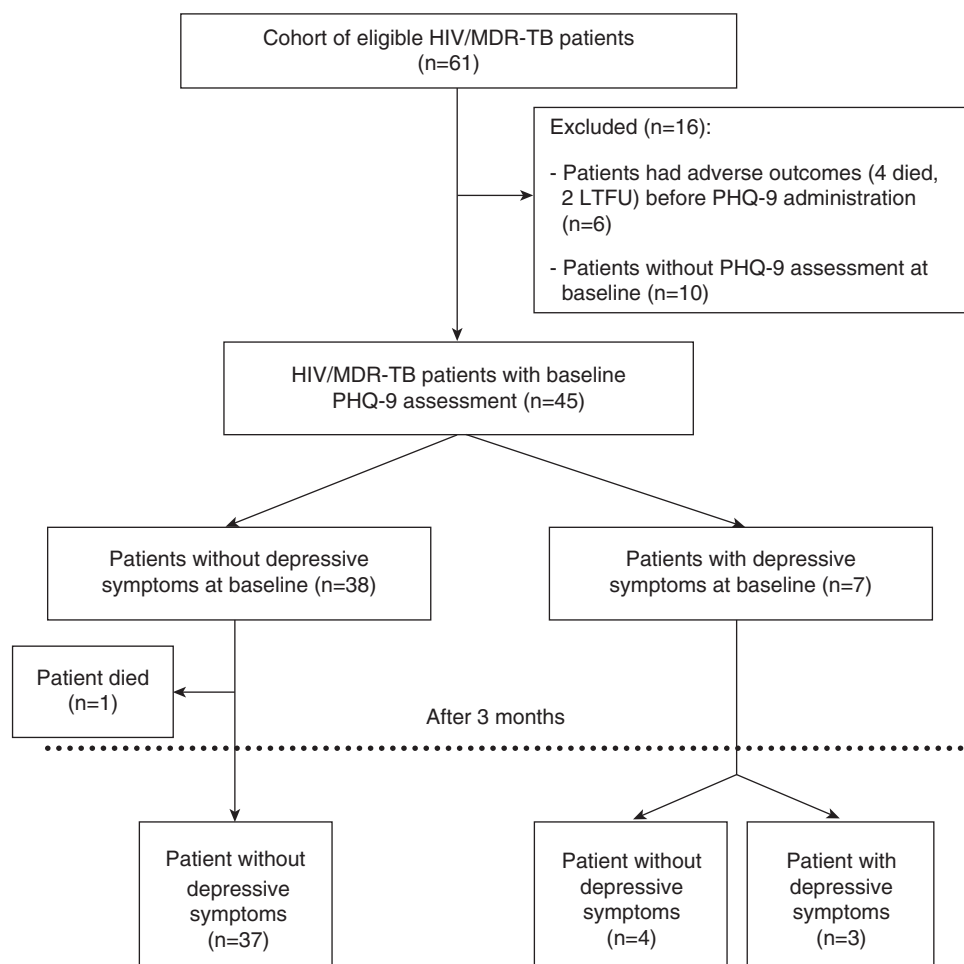 Cohort of eligible HIV/MDR-TB patients
(n=61)
Excluded (n=16):
- Patients had adverse outcomes (4 died,
2 LTFU) before PHQ-9 administration
(n=6)
- Patients without PHQ-9 assessment at
baseline (n=10)
HIV/MDR-TB patients with baseline
PHQ-9 assessment (n=45)
Patients without depressive
symptoms at baseline (n=38)
Patients with depressive
symptoms at baseline (n=7)
Patient died
(n=1)
After 3 months
Patient without
depressive
symptoms
(n=37)
Patient without
depressive
symptoms
(n=4)
Patient with
depressive
symptoms
(n=3)